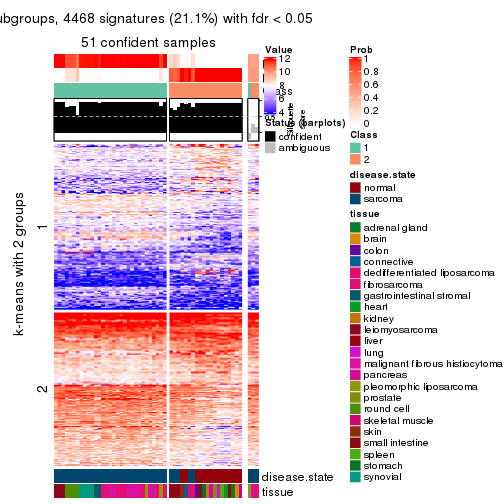 ubgroups, 4468 signatures (21.1%) with fdr < 0.05
51 confident samples
k-means with 2 groups
1
2
Value
12
10
8
6
4
Status (barplots)
confident
ambiguous
Silhouette
score
disease.state
tissue
Prob
1
0.8
0.6
0.4
0.2
0
Class
1
2
disease.state
normal
sarcoma
tissue
adrenal gland
brain
colon
connective
dedifferentiated liposarcoma
fibrosarcoma
gastrointestinal stromal
heart
kidney
leiomyosarcoma
liver
lung
malignant fibrous histiocytoma
pancreas
pleomorphic liposarcoma
prostate
round cell
skeletal muscle
skin
small intestine
spleen
stomach
synovial